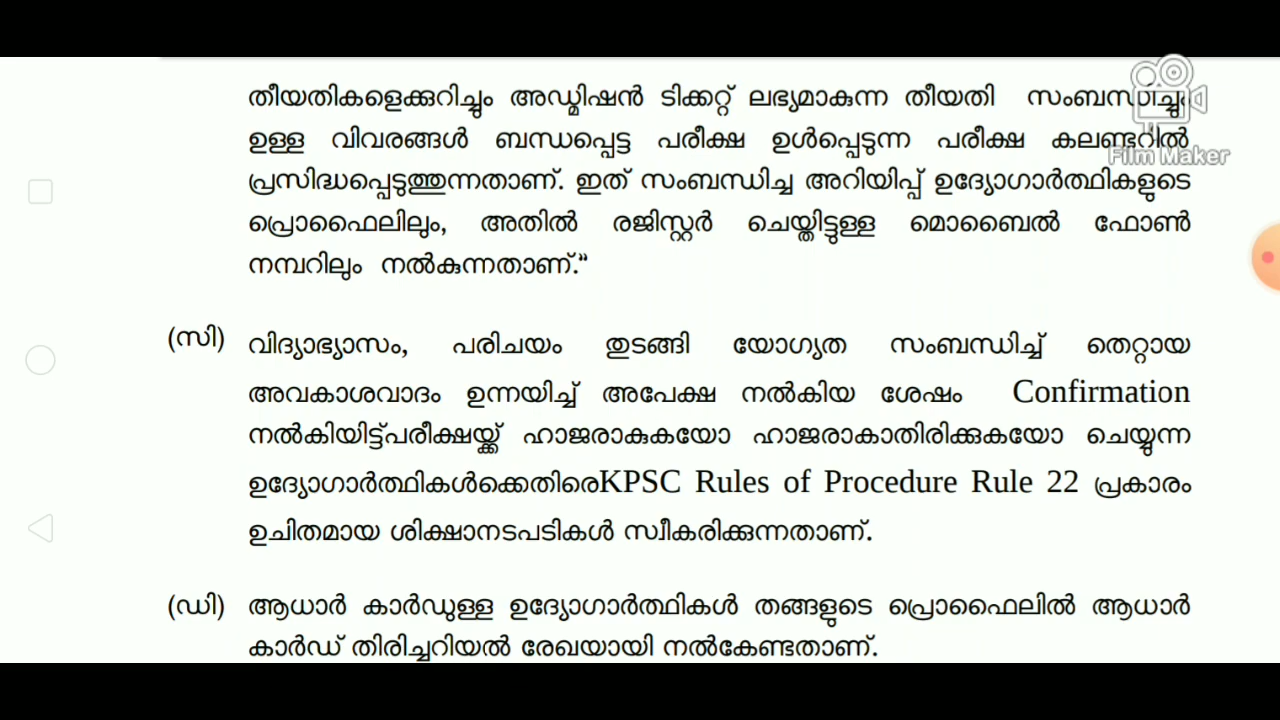 തീയതികളെക്കുറിച്ചും അഡ്മിഷൻ ടിക്കറ്റ് ലഭ്യമാകുന്ന തീയതി സംബന്ധിച്ചും
ഉള്ള വിവരങ്ങൾ ബന്ധപ്പെട്ട പരീക്ഷ ഉൾപ്പെടുന്ന പരീക്ഷ കലണ്ടറിൽ
Film Maker
പ്രസിദ്ധപ്പെടുത്തുന്നതാണ്. ഇത് സംബന്ധിച്ച അറിയിപ്പ് ഉദ്യോഗാർത്ഥികളുടെ
പ്രൊഫൈലിലും, അതിൽ രജിസ്റ്റർ ചെയ്തിട്ടുള്ള മൊബൈൽ ഫോൺ
നമ്പറിലും നൽകുന്നതാണ്.“
(സി) വിദ്യാഭ്യാസം, പരിചയം തുടങ്ങി യോഗ്യത സംബന്ധിച്ച് തെറ്റായ
അവകാശവാദം ഉന്നയിച്ച് അപേക്ഷ നൽകിയ ശേഷം Confirmation
നൽകിയിട്ട്പരീക്ഷയ്ക്ക് ഹാജരാകുകയോ ഹാജരാകാതിരിക്കുകയോ ചെയ്യുന്ന
ഉദ്യോഗാർത്ഥികൾക്കെതിരെKPSC Rules of Procedure Rule 22 പ്രകാരം
ഉചിതമായ ശിക്ഷാനടപടികൾ സ്വീകരിക്കുന്നതാണ്.
(ഡി) ആധാർ കാർഡുള്ള ഉദ്യോഗാർത്ഥികൾ തങ്ങളുടെ പ്രൊഫൈലിൽ ആധാർ
കാർഡ് തിരിച്ചറിയൽ രേഖയായി നൽകേണ്ടതാണ്.